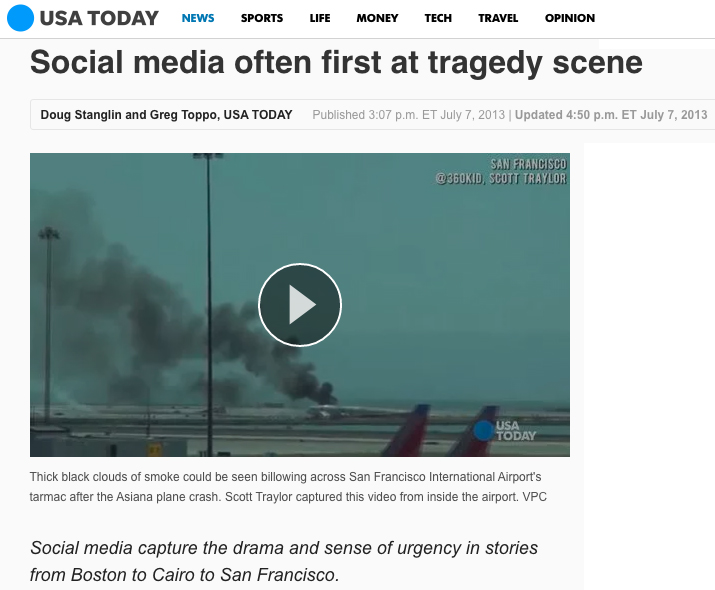 USA TODAY NEWS SPORTS LIFE MONEY TECH TRAVEL OPINION
Social media often first at tragedy scene
Doug Stanglin and Greg Toppo, USA TODAY Published 3:07 p.m. ET July 7, 2013 | Updated 4:50 p.m. ET July 7, 2013
SAN FRANCISCO
@360KID, SCOTT TRAYLOR
USA
TODAY
Thick black clouds of smoke could be seen billowing across San Francisco International Airport's
tarmac after the Asiana plane crash. Scott Traylor captured this video from inside the airport. VPC
Social media capture the drama and sense of urgency in stories
from Boston to Cairo to San Francisco.